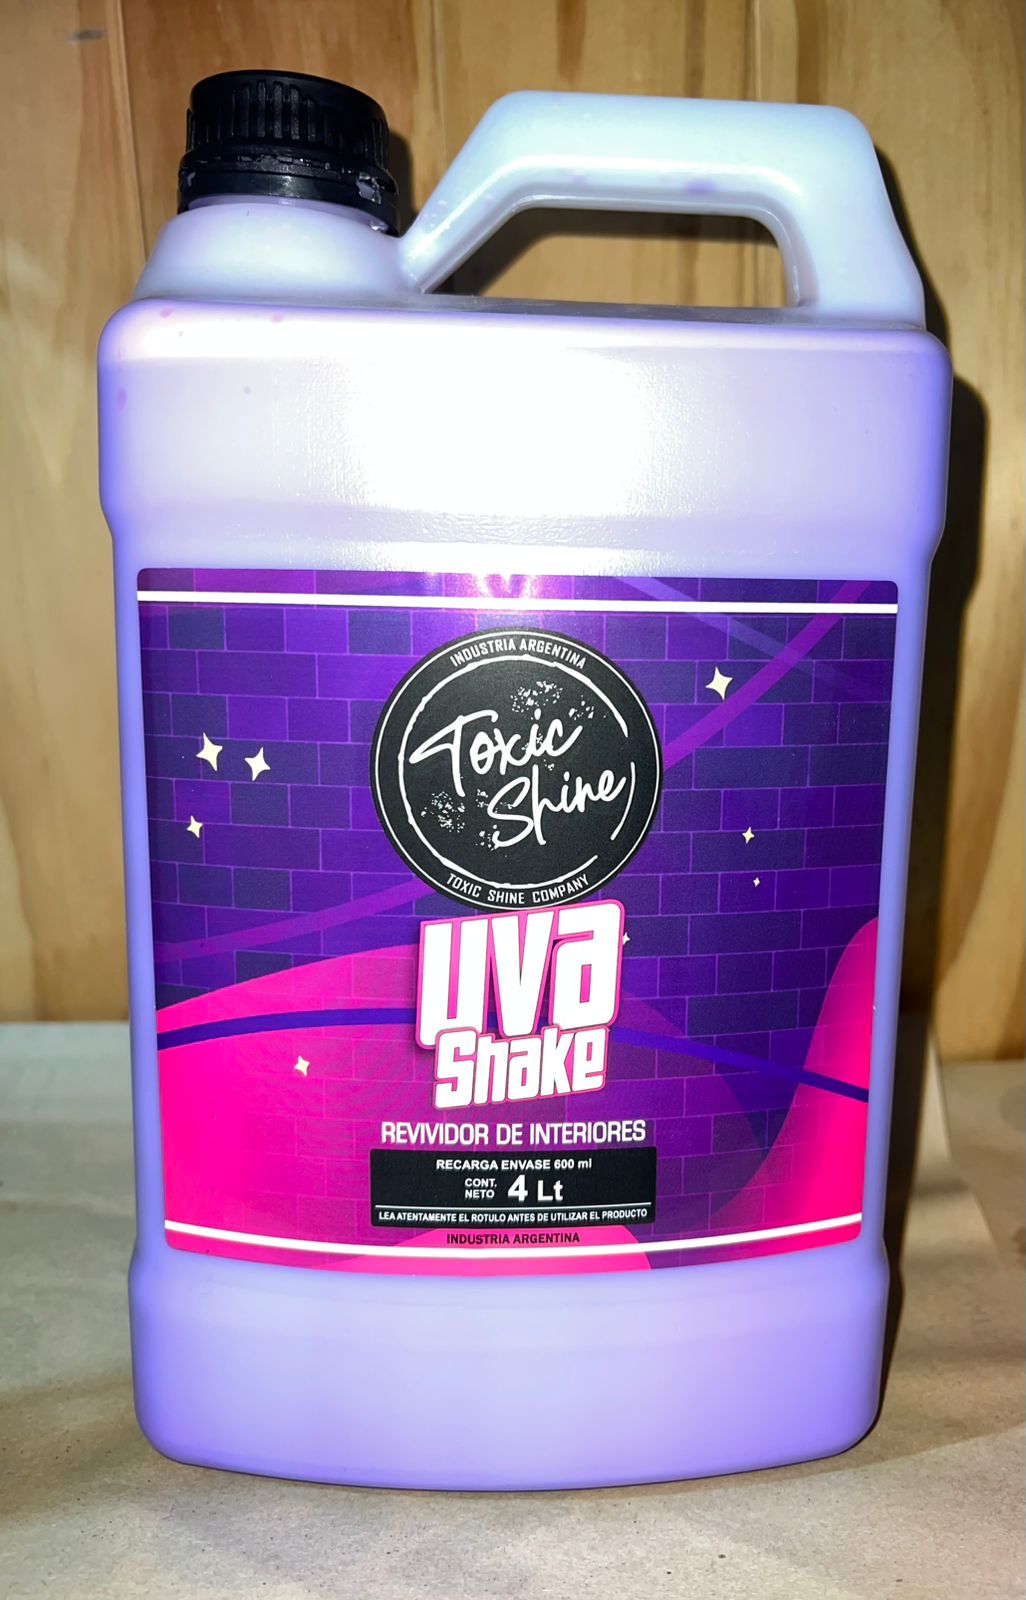 INDUSTRIA ARGENTINA
Toxic
Shine
TOXIC SHINE COMPANY
uva
Shake
REVIVIDOR DE INTERIORES
RECARGA ENVASE 600 ml
CONT.
NETO 4 Lt
LEA ATENTAMENTE EL ROTULO ANTES DE UTILIZAR EL PRODUCTO
INDUSTRIA ARGENTINA